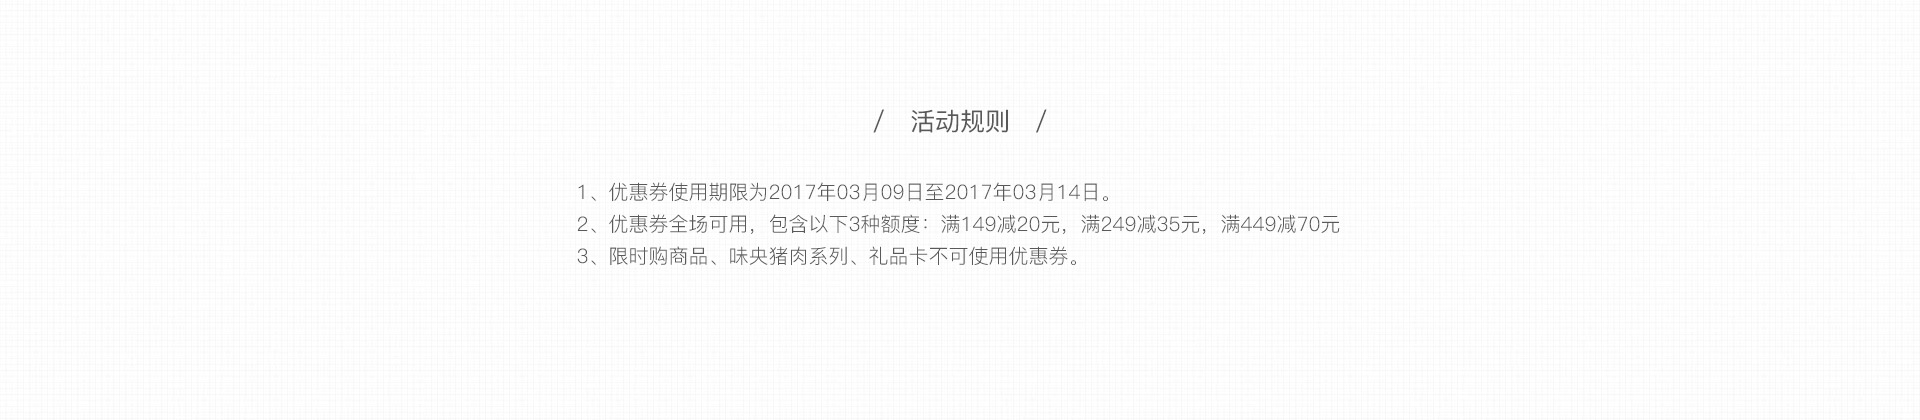 / 活动规则 /
1、优惠券使用期限为2017年03月09日至2017年03月14日。
2、优惠券全场可用，包含以下3种额度：满149减20元，满249减35元，满449减70元
3、限时购商品、味央猪肉系列、礼品卡不可使用优惠券。